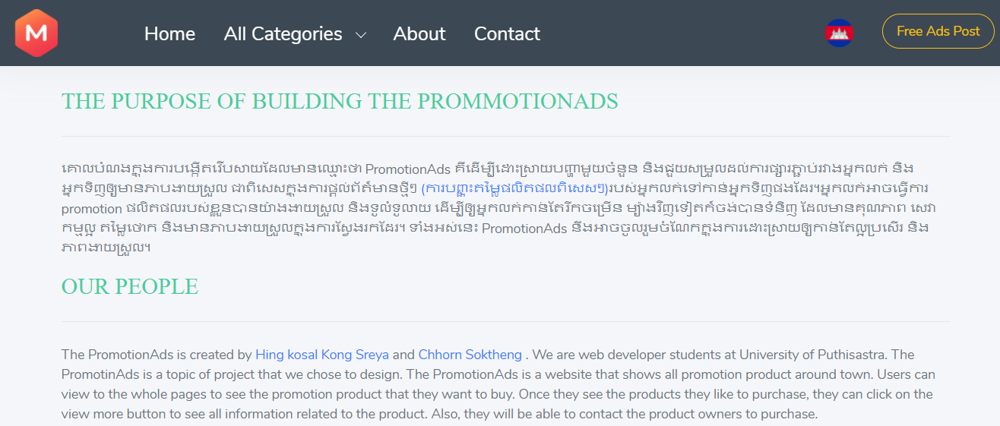 M
Home All Categories About Contact Free Ads Post
THE PURPOSE OF BUILDING THE PROMMOTIONADS
គោលបំណងក្នុងការបង្កើតវើបសាយដែលមានឈ្មោះថា PromotionAds គឺដើម្បីដោះស្រាយបញ្ហាមួយចំនួន និងជួយសម្រួលដល់ការផ្សារភ្ជាប់រវាងអ្នកលក់ និង
អ្នកទិញឲ្យមានភាពងាយស្រួល ជាពិសេសក្នុងការផ្តល់ព័ត៌មានថ្មីៗ (ការបញ្ចុះតម្លៃផលិតផលពិសេសៗ)របស់អ្នកលក់ទៅកាន់អ្នកទិញផងដែរ។អ្នកលក់អាចធ្វើការ
promotion ផលិតផលរបស់ខ្លួនបានយ៉ាងងាយស្រួល និងទូលំទូលាយ ដើម្បីឲ្យអ្នកលក់កាន់តែរីកចម្រើន ម្យ៉ាងវិញទៀតក៏ចង់បានទំនិញ ដែលមានគុណភាព សេវា
កម្មល្អ តម្លៃថោក និងមានភាពងាយស្រួលក្នុងការស្វែងរកដែរ។ ទាំងអស់នេះ PromotionAds នឹងអាចចូលរួមចំណែកក្នុងការដោះស្រាយឲ្យកាន់តែល្អប្រសើរ និង
ភាពងាយស្រួល។
OUR PEOPLE
The PromotionAds is created by Hing kosal Kong Sreya and Chhorn Soktheng . We are web developer students at University of Puthisastra. The
PromotinAds is a topic of project that we chose to design. The PromotionAds is a website that shows all promotion product around town. Users can
view to the whole pages to see the promotion product that they want to buy. Once they see the products they like to purchase, they can click on the
view more button to see all information related to the product. Also, they will be able to contact the product owners to purchase.